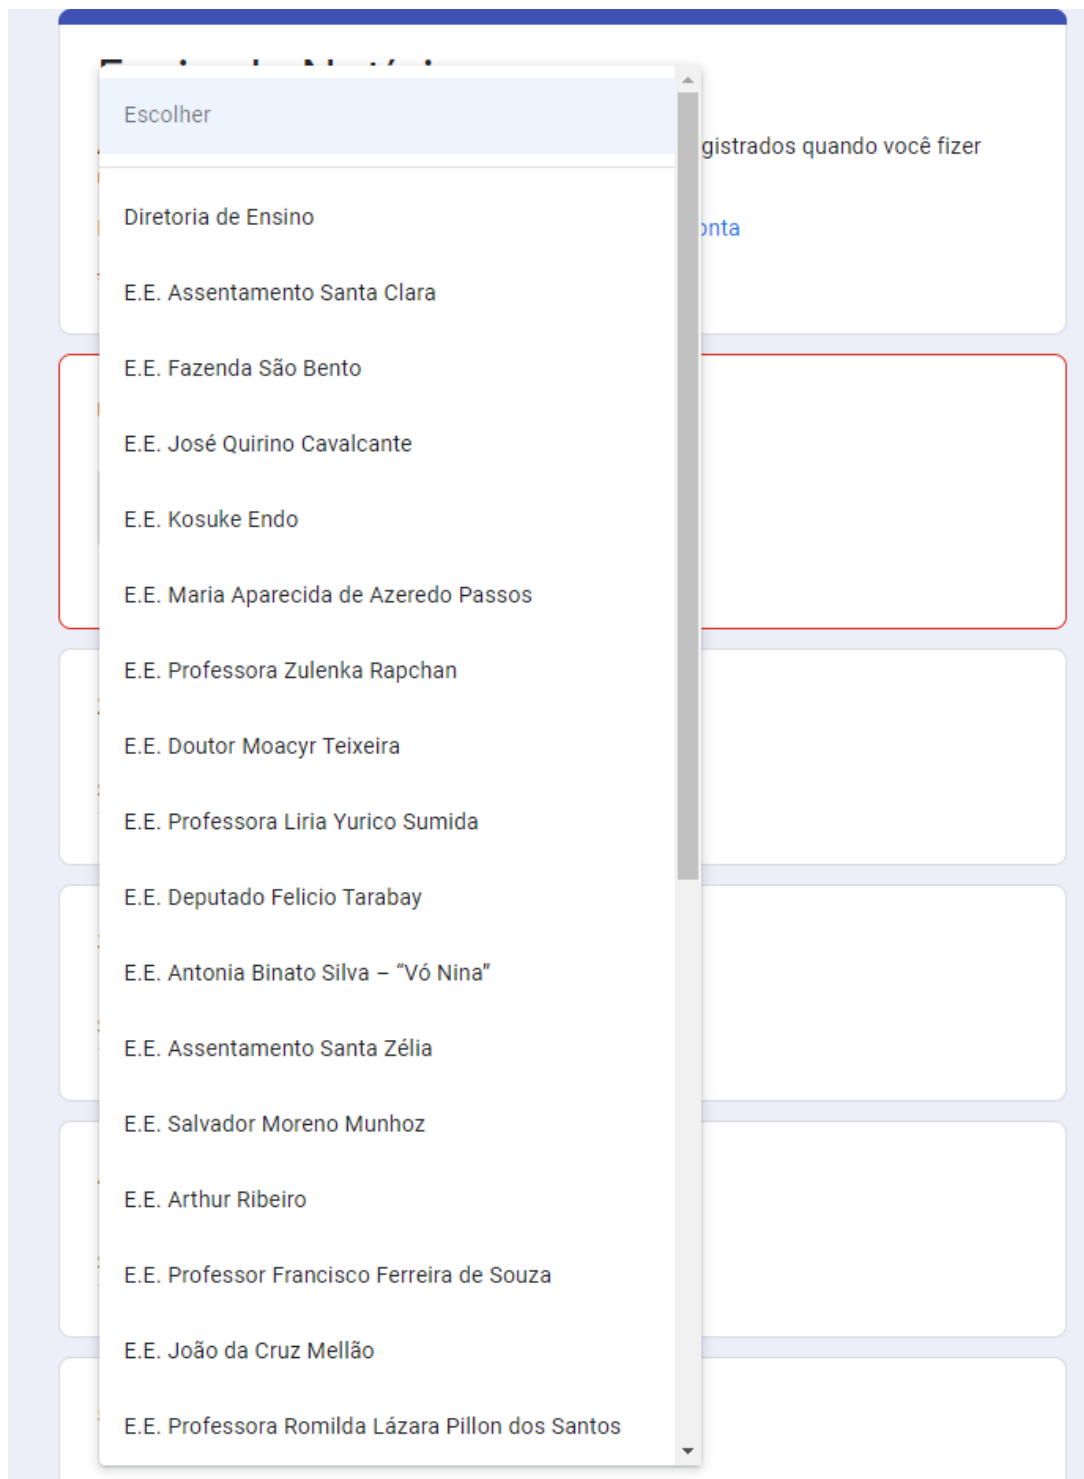 Escolher
gistrados quando você fizer
Diretoria de Ensino
onta
E.E. Assentamento Santa Clara
E.E. Fazenda São Bento
E.E. José Quirino Cavalcante
E.E. Kosuke Endo
E.E. Maria Aparecida de Azeredo Passos
E.E. Professora Zulenka Rapchan
E.E. Doutor Moacyr Teixeira
E.E. Professora Liria Yurico Sumida
E.E. Deputado Felicio Tarabay
E.E. Antonia Binato Silva – “Vó Nina”
E.E. Assentamento Santa Zélia
E.E. Salvador Moreno Munhoz
E.E. Arthur Ribeiro
E.E. Professor Francisco Ferreira de Souza
E.E. João da Cruz Mellão
E.E. Professora Romilda Lázara Pillon dos Santos